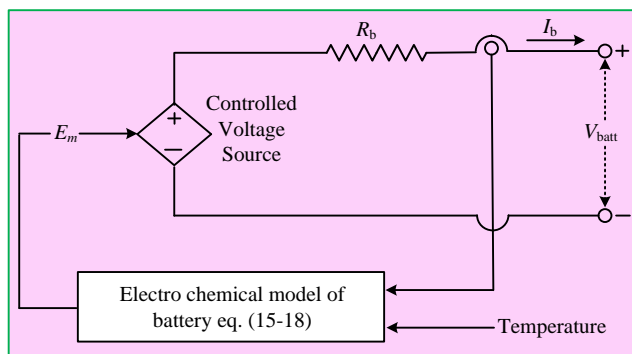 R_b
I_b
+
E_m
+
−
Controlled
Voltage
Source
V_batt
−
Electro chemical model of
battery eq. (15-18)
Temperature